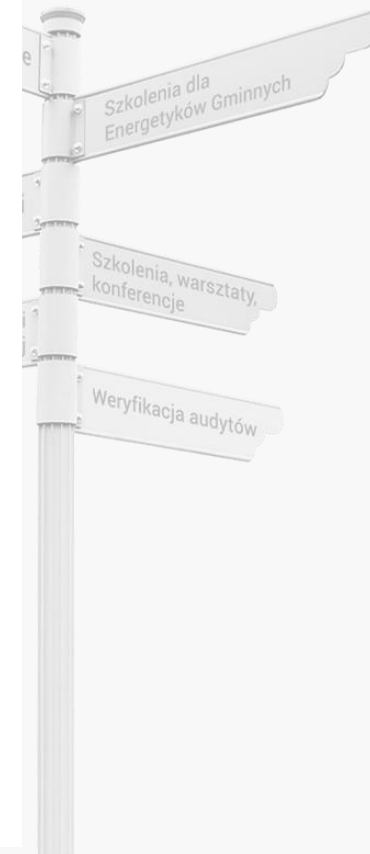 Szkolenia dla
Energetyków Gminnych
Szkolenia, warsztaty,
konferencje
Weryfikacja audytów